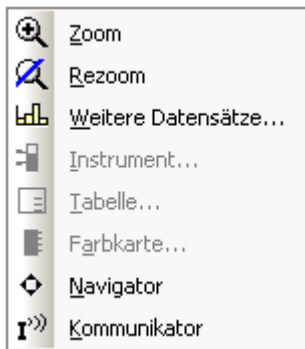 Zoom
Rezoom
Weitere Datensätze...
Instrument...
Tabelle...
Farbkarte...
Navigator
Kommunikator